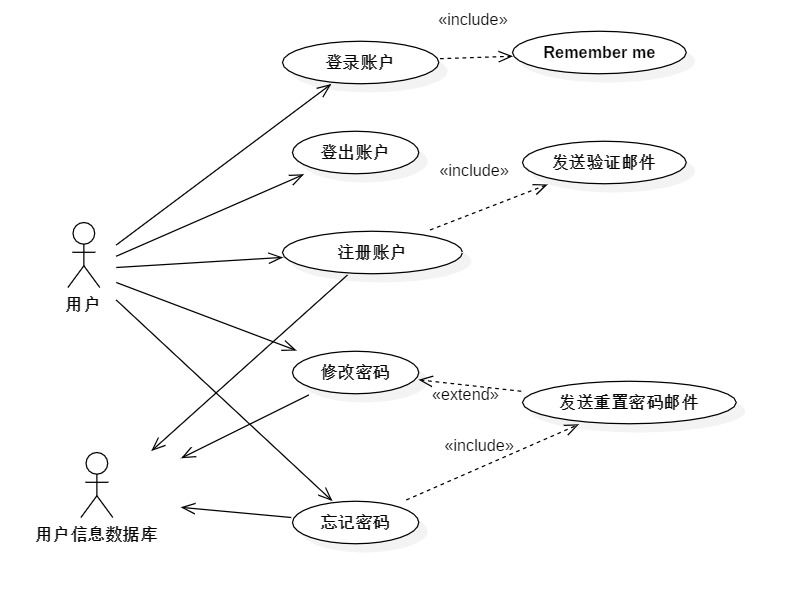 «include»
登录账户
Remember me
登出账户
«include»
发送验证邮件
注册账户
用户
修改密码
«extend»
发送重置密码邮件
«include»
忘记密码
用户信息数据库